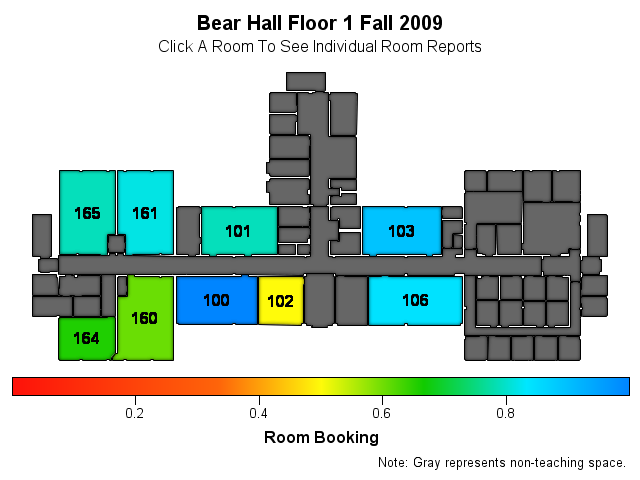 Bear Hall Floor 1 Fall 2009
Click A Room To See Individual Room Reports
165
161
101
103
100
102
106
160
164
0.2 0.4 0.6 0.8
Room Booking
Note: Gray represents non-teaching space.